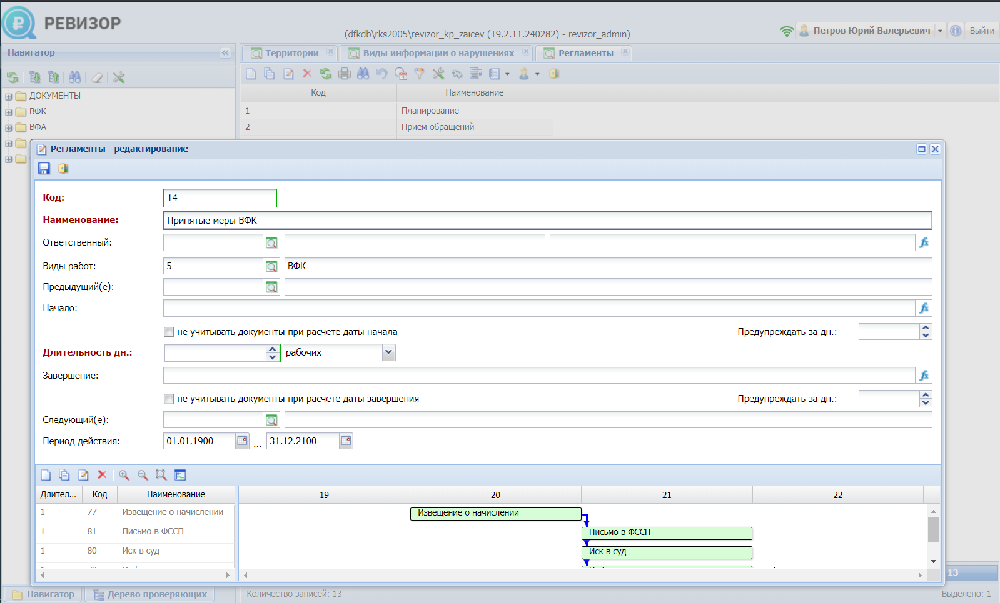 РЕВИЗОР
(dfkdb\rks2005\revizor_kp_zaicev (19.2.11.240282) - revizor_admin)
Петров Юрий Валерьевич
Выйти
Навигатор
Территории
Виды информации о нарушениях
Регламенты
ДОКУМЕНТЫ
ВФК
ВФА
Код Наименование
1 Планирование
2 Прием обращений
Регламенты - редактирование
Код: 14
Наименование: Принятые меры ВФК
Ответственный:
Виды работ: 5 ВФК
Предыдущий(е):
Начало:
не учитывать документы при расчете даты начала Предупреждать за дн.:
Длительность дн.: рабочих
Завершение:
не учитывать документы при расчете даты завершения Предупреждать за дн.:
Следующий(е):
Период действия: 01.01.1900 ... 31.12.2100
Длител... Код Наименование 19 20 21 22
1 77 Извещение о начислении Извещение о начислении
1 81 Письмо в ФССП Письмо в ФССП
1 80 Иск в суд Иск в суд
13
Навигатор
Дерево проверяющих
Количество записей: 13
Выделено: 1